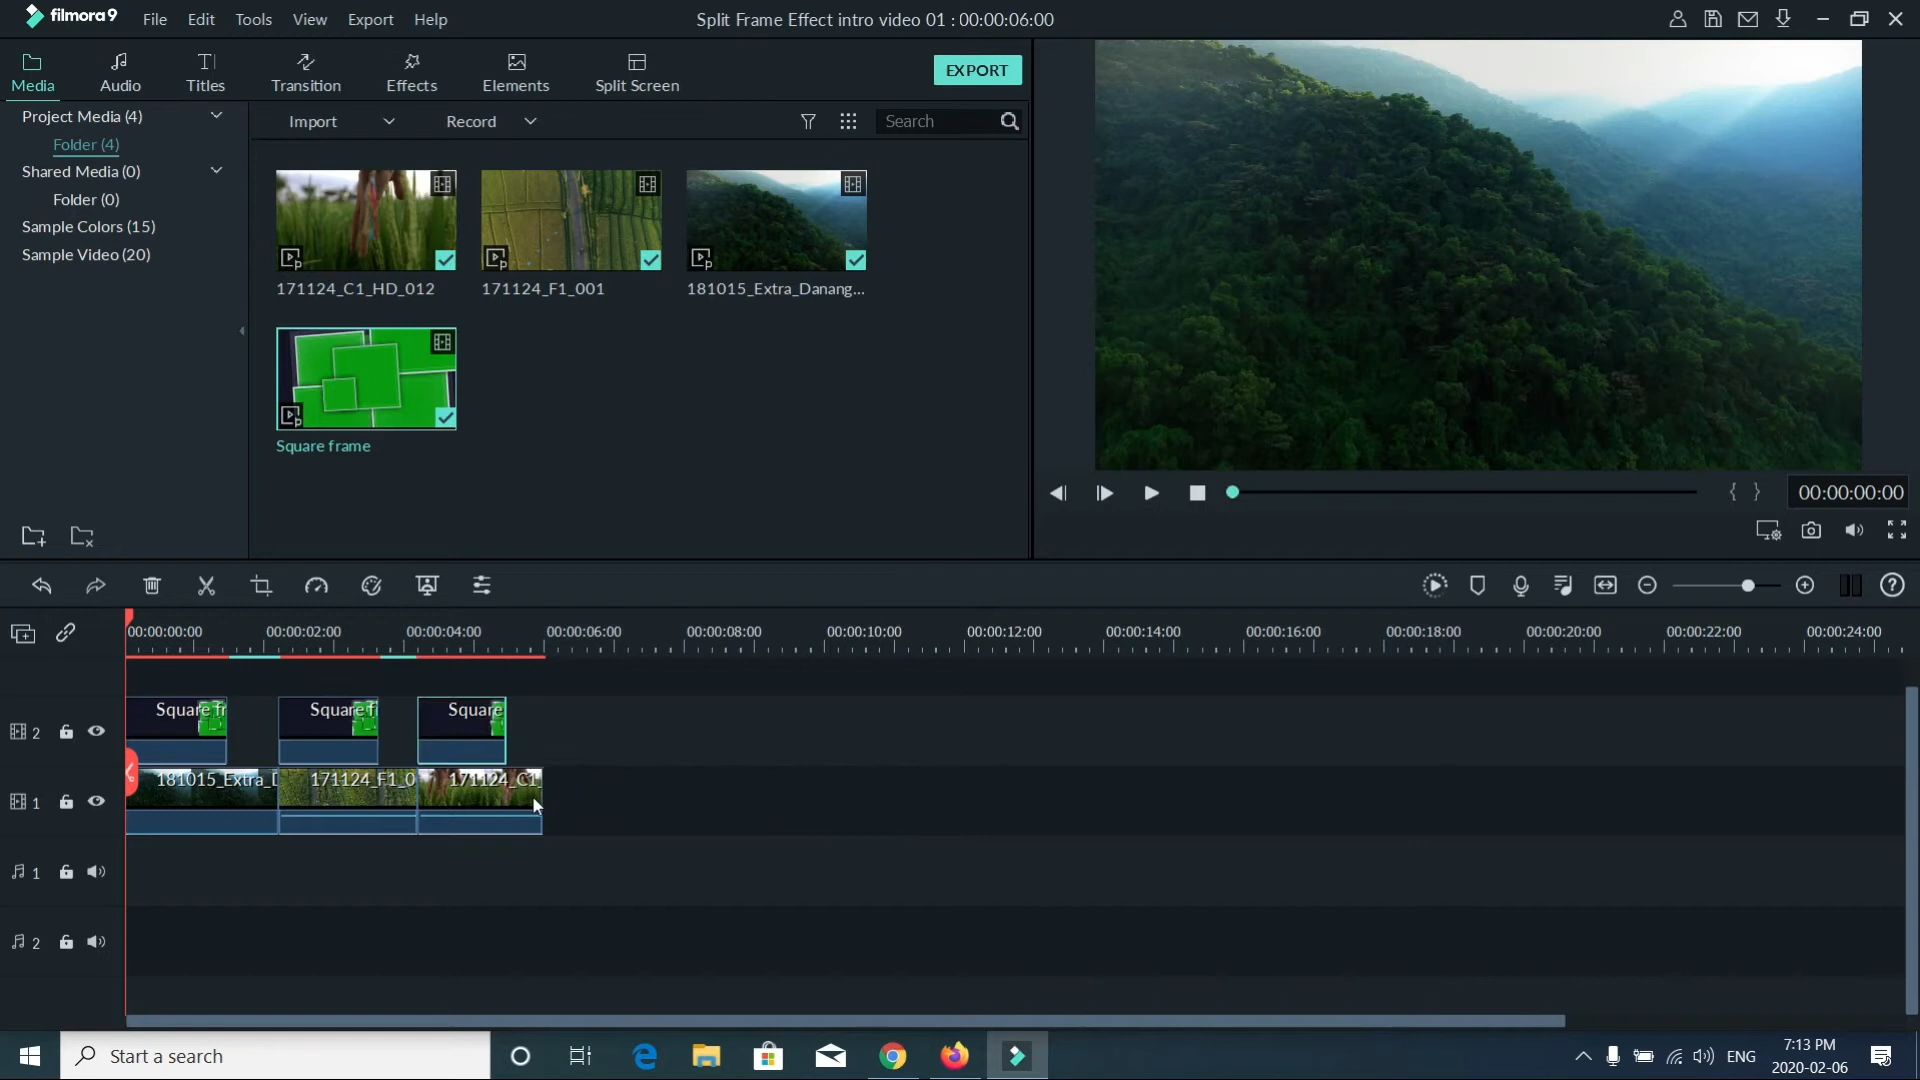 filmora9
File Edit Tools View Export Help
Split Frame Effect intro video 01 : 00:00:06:00
Media Audio Titles Transition Effects Elements Split Screen
EXPORT
Project Media (4)
Folder (4)
Shared Media (0)
Folder (0)
Sample Colors (15)
Sample Video (20)
Import Record Search
171124_C1_HD_012 171124_F1_001 181015_Extra_Danang...
Square frame
00:00:00:00
00:00:00:00 00:00:02:00 00:00:04:00 00:00:06:00 00:00:08:00 00:00:10:00 00:00:12:00 00:00:14:00 00:00:16:00 00:00:18:00 00:00:20:00 00:00:22:00 00:00:24:00
2 Square fr Square f Square
1 181015_Extra_D 171124_F1_0 171124_C1_
1
2
Start a search
ENG
7:13 PM
2020-02-06